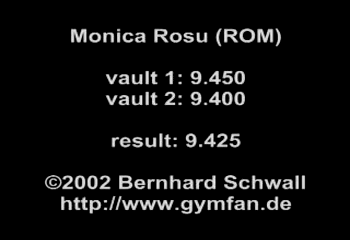 Monica Rosu (ROM)
vault 1: 9.450
vault 2: 9.400
result: 9.425
©2002 Bernhard Schwall
http://www.gymfan.de